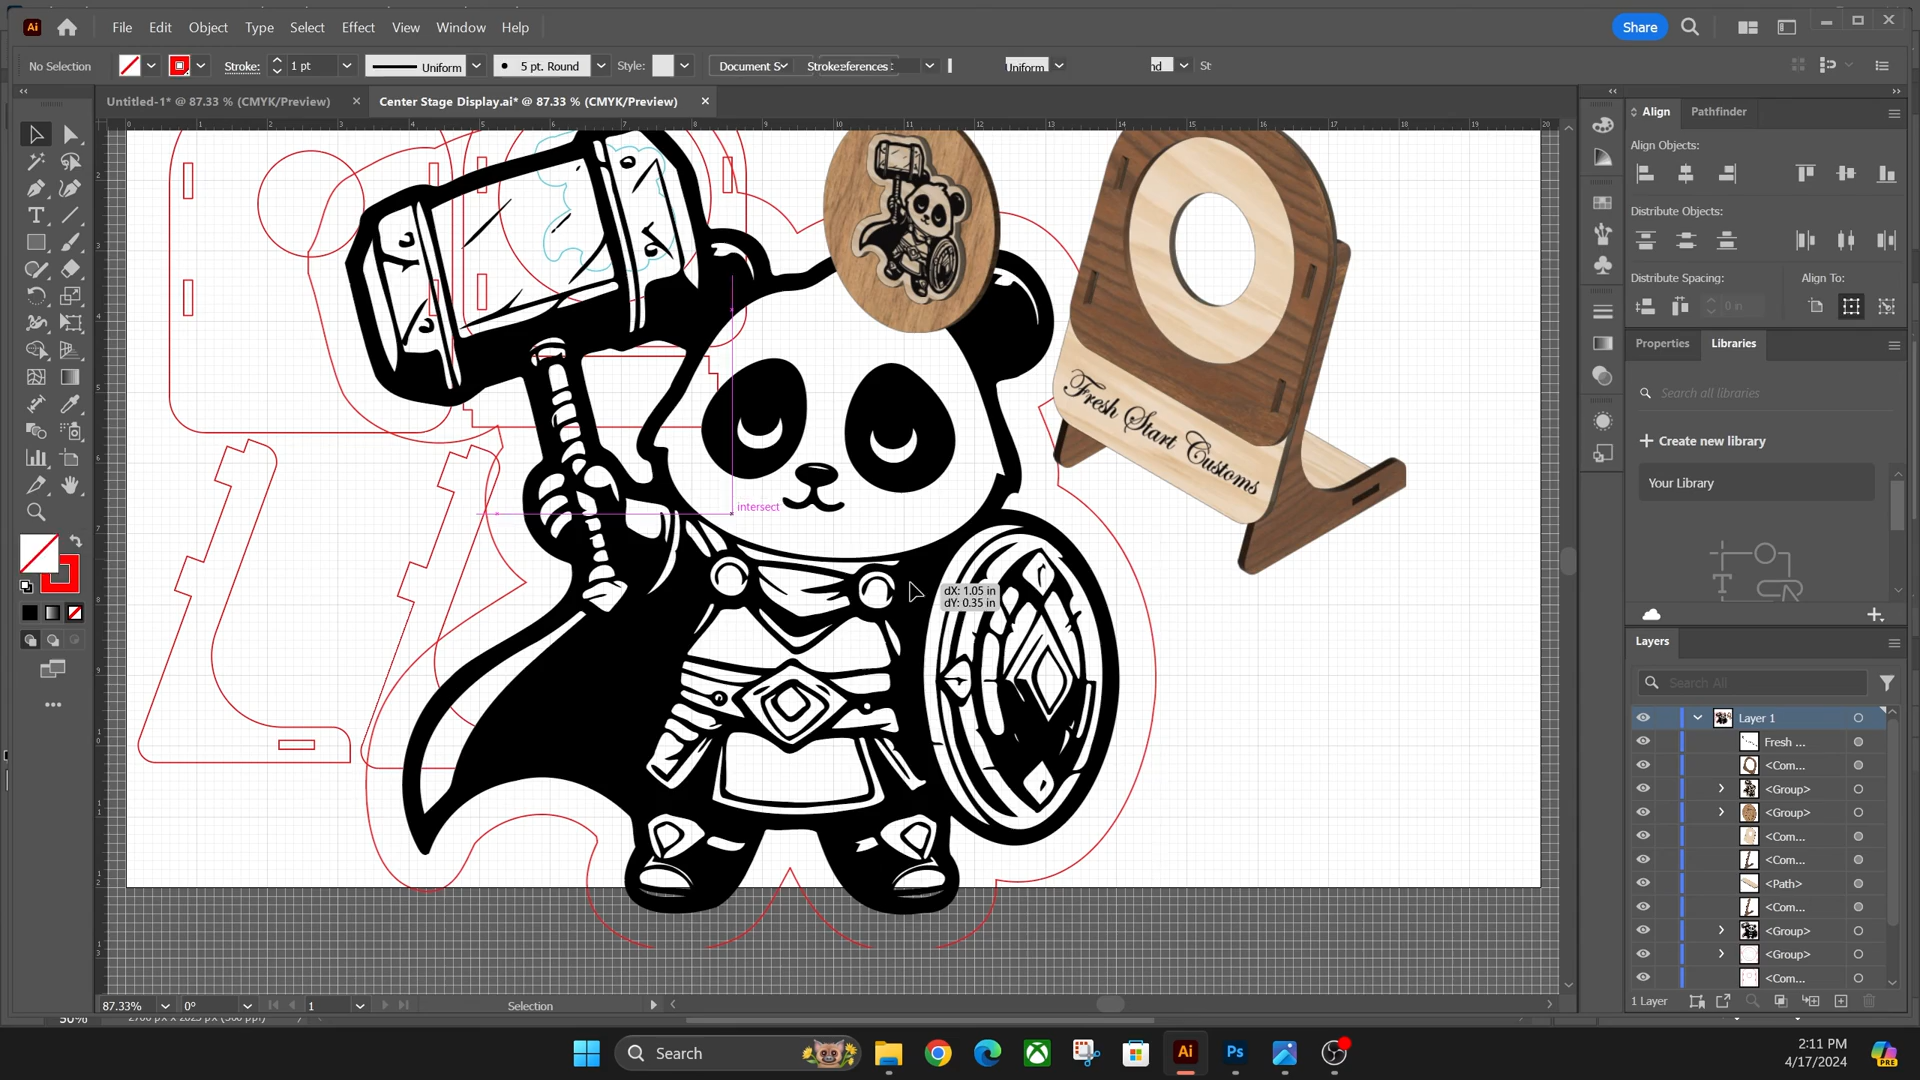 File Edit Object Type Select Effect View Window Help
Share
No Selection
Stroke:
1 pt
Uniform
5 pt. Round
Style:
Uniform
St
Untitled-1* @ 87.33 % (CMYK/Preview)
Center Stage Display.ai* @ 87.33 % (CMYK/Preview)
Align
Pathfinder
Align Objects:
Distribute Objects:
Distribute Spacing:
Align To:
0 in
Properties
Libraries
Search all libraries
Create new library
Your Library
Fresh Start Customs
intersect
dX: 1.05 in
dY: 0.35 in
Layers
Search All
Layer 1
Fresh ...
<Com...
<Group>
<Group>
<Com...
<Com...
<Path>
<Com...
<Group>
<Group>
<Com...
1 Layer
87.33%
0°
1
Selection
Search
Ai
Ps
2:11 PM
4/17/2024